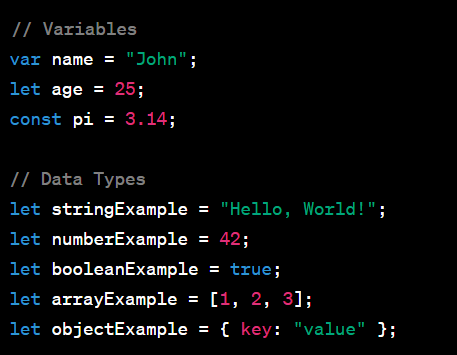 // Variables
var name = "John";
let age = 25;
const pi = 3.14;
// Data Types
let stringExample = "Hello, World!";
let numberExample = 42;
let booleanExample = true;
let arrayExample = [1, 2, 3];
let objectExample = { key: "value" };